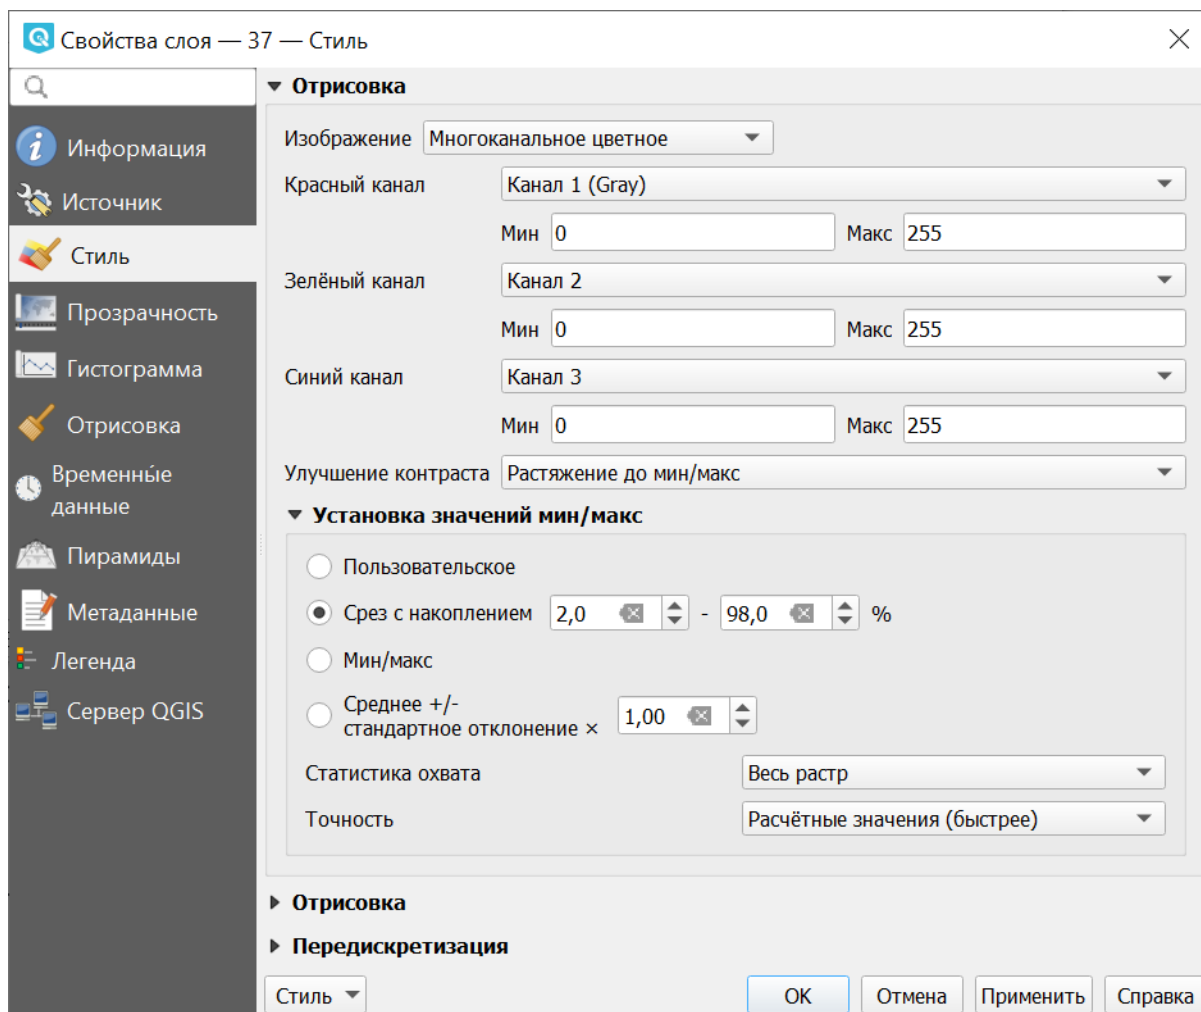 Свойства слоя — 37 — Стиль
Информация
Источник
Стиль
Прозрачность
Гистограмма
Отрисовка
Временны́е
данные
Пирамиды
Метаданные
Легенда
Сервер QGIS
Отрисовка
Изображение Многоканальное цветное
Красный канал Канал 1 (Gray)
Мин 0 Макс 255
Зелёный канал Канал 2
Мин 0 Макс 255
Синий канал Канал 3
Мин 0 Макс 255
Улучшение контраста Растяжение до мин/макс
Установка значений мин/макс
Пользовательское
Срез с накоплением 2,0 - 98,0 %
Мин/макс
Среднее +/-
стандартное отклонение × 1,00
Статистика охвата Весь растр
Точность Расчётные значения (быстрее)
Отрисовка
Передискретизация
Стиль OK Отмена Применить Справка